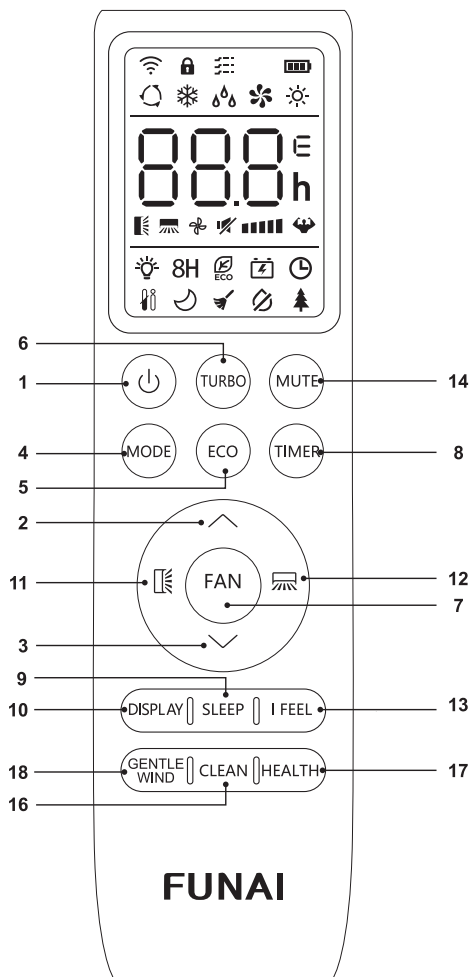 88.8 E
h
8H ECO
6
1 TURBO MUTE 14
4 MODE ECO TIMER 8
5
2
11 FAN 12
7
3
9
10 DISPLAY SLEEP I FEEL 13
18 GENTLE WIND CLEAN HEALTH 17
16
FUNAI